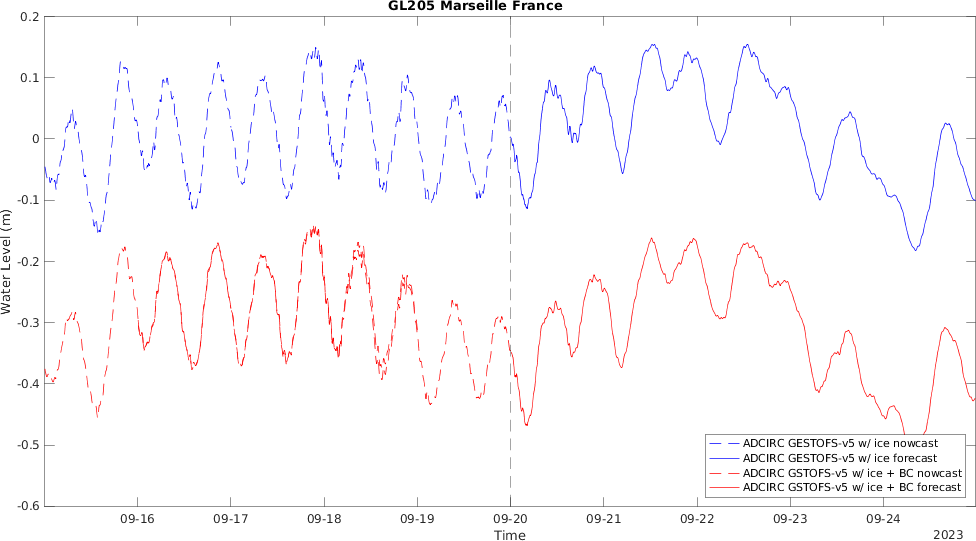 GL205 Marseille France
0.2
0.1
0
-0.1
-0.2
-0.3
-0.4
-0.5
-0.6
Water Level (m)
ADCIRC GESTOFS-v5 w/ ice nowcast
ADCIRC GESTOFS-v5 w/ ice forecast
ADCIRC GSTOFS-v5 w/ ice + BC nowcast
ADCIRC GSTOFS-v5 w/ ice + BC forecast
09-16 09-17 09-18 09-19 09-20 09-21 09-22 09-23 09-24
Time
2023